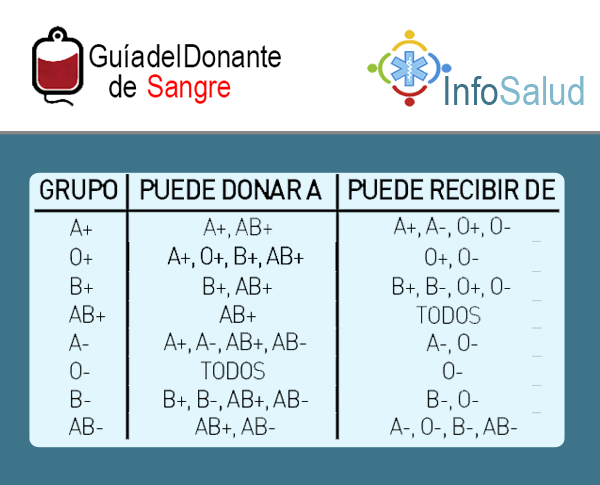 GuíadelDonante
de Sangre
InfoSalud
GRUPO PUEDE DONAR A PUEDE RECIBIR DE
A+ A+, AB+ A+, A-, O+, O-
O+ A+, O+, B+, AB+ O+, O-
B+ B+, AB+ B+, B-, O+, O-
AB+ AB+ TODOS
A- A+, A-, AB+, AB- A-, O-
O- TODOS O-
B- B+, B-, AB+, AB- B-, O-
AB- AB+, AB- A-, O-, B-, AB-